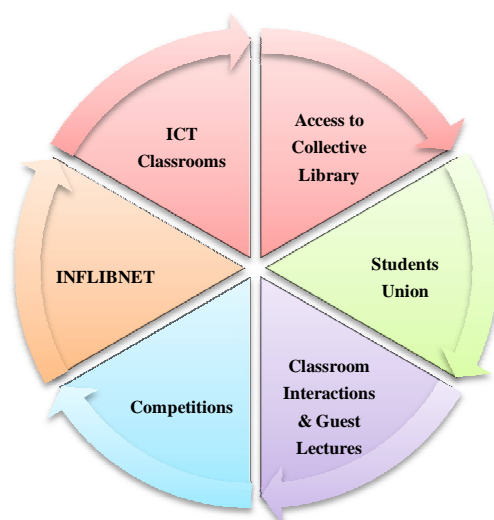 ICT
Classrooms
Access to
Collective
Library
Students
Union
Classroom
Interactions
& Guest
Lectures
Competitions
INFLIBNET